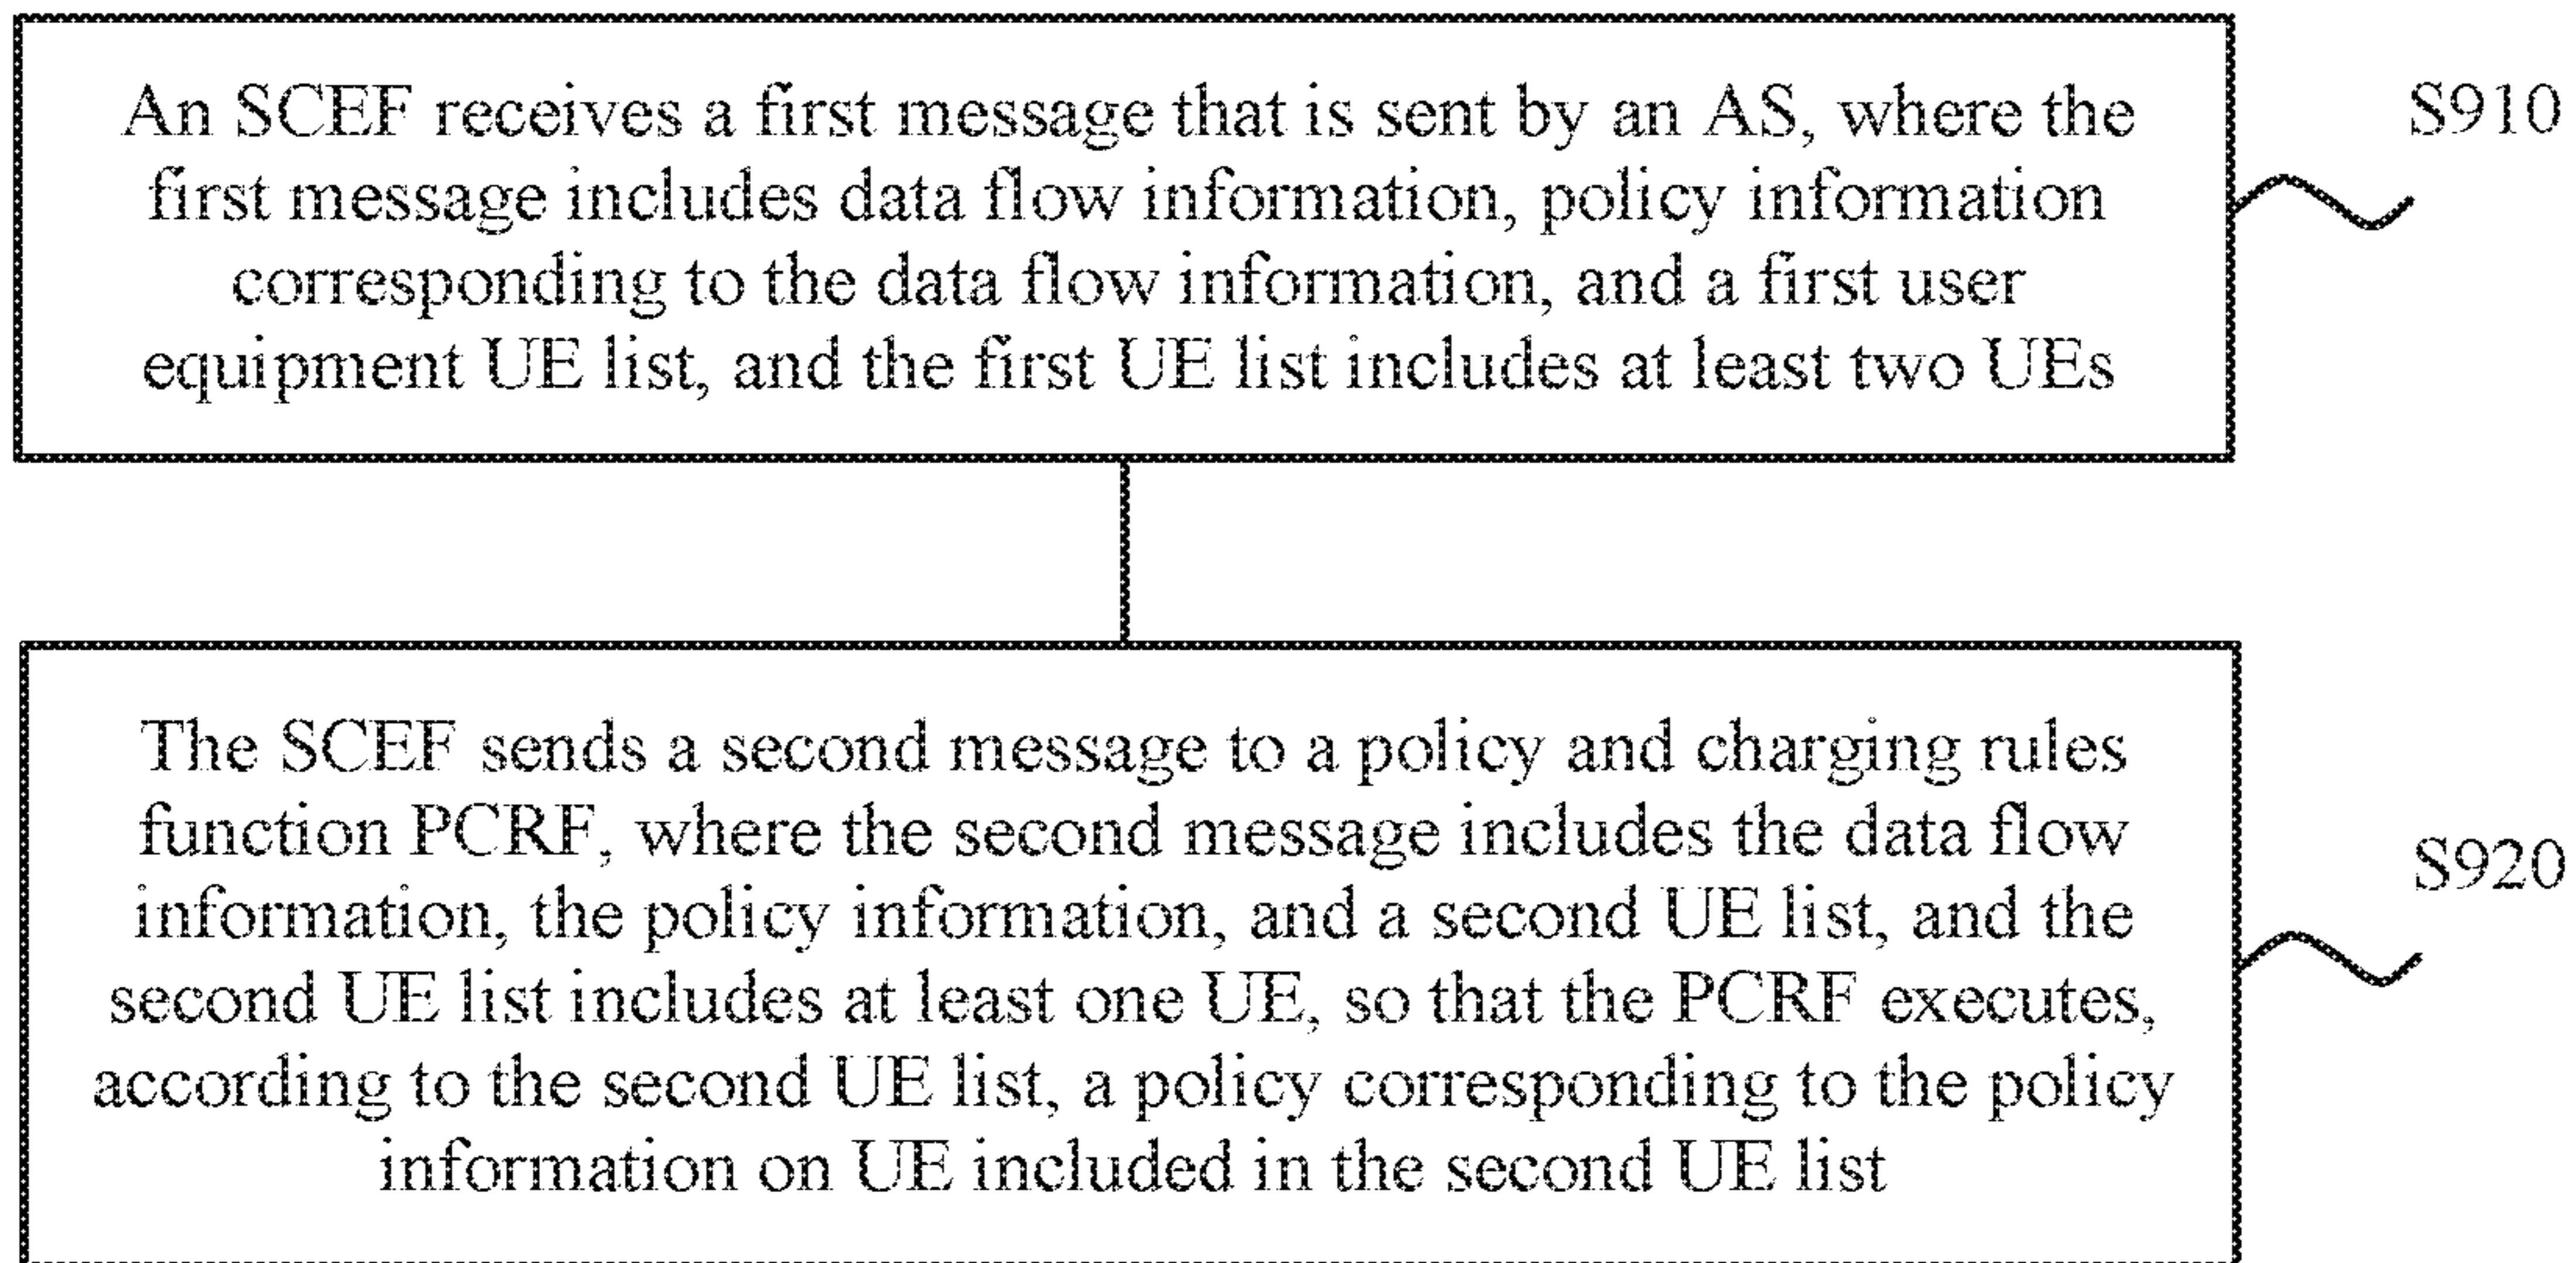 An SCEF receives a first message that is sent by an AS, where the
first message includes data flow information, policy information
corresponding to the data flow information, and a first user
equipment UE list, and the first UE list includes at least two UEs
S910
The SCEF sends a second message to a policy and charging rules
function PCRF, where the second message includes the data flow
information, the policy information, and a second UE list, and the
second UE list includes at least one UE, so that the PCRF executes,
according to the second UE list, a policy corresponding to the policy
information on UE included in the second UE list
S920